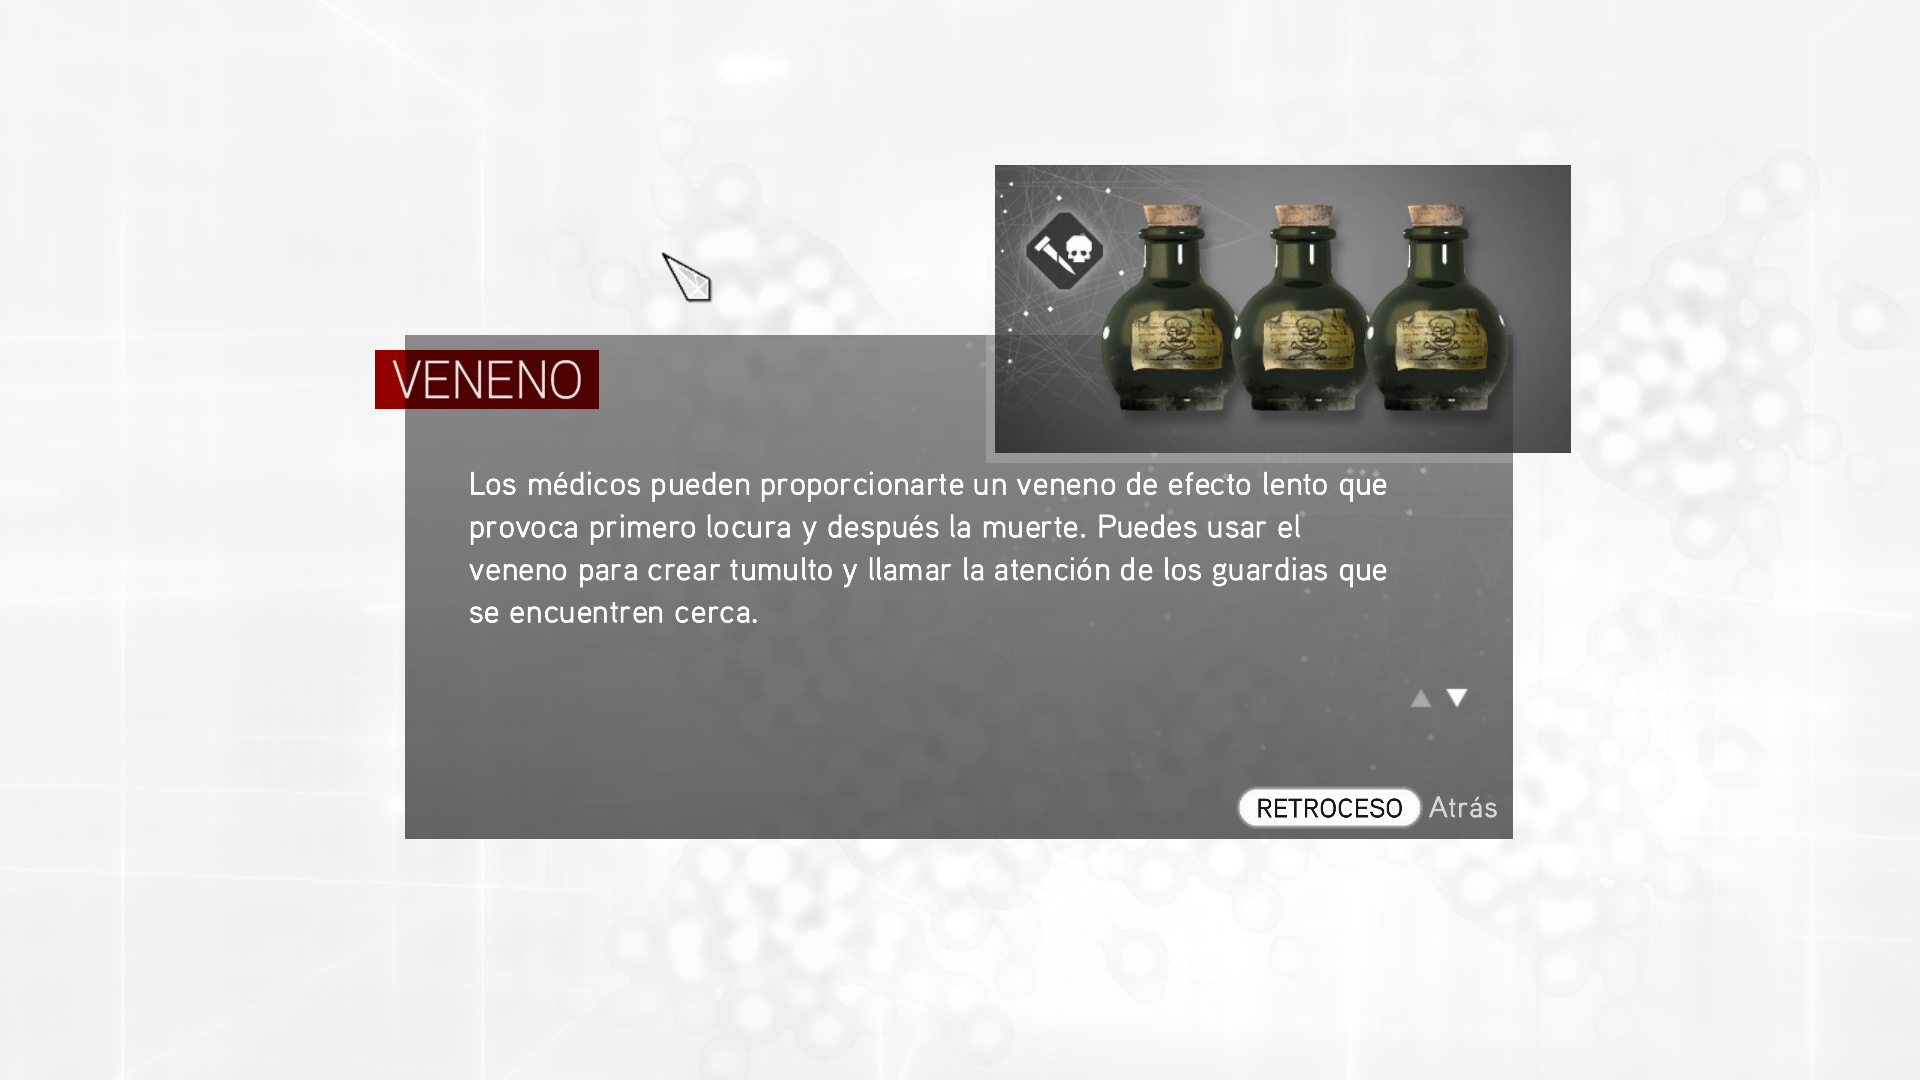 VENENO
Los médicos pueden proporcionarte un veneno de efecto lento que
provoca primero locura y después la muerte. Puedes usar el
veneno para crear tumulto y llamar la atención de los guardias que
se encuentren cerca.
RETROCESO Atrás